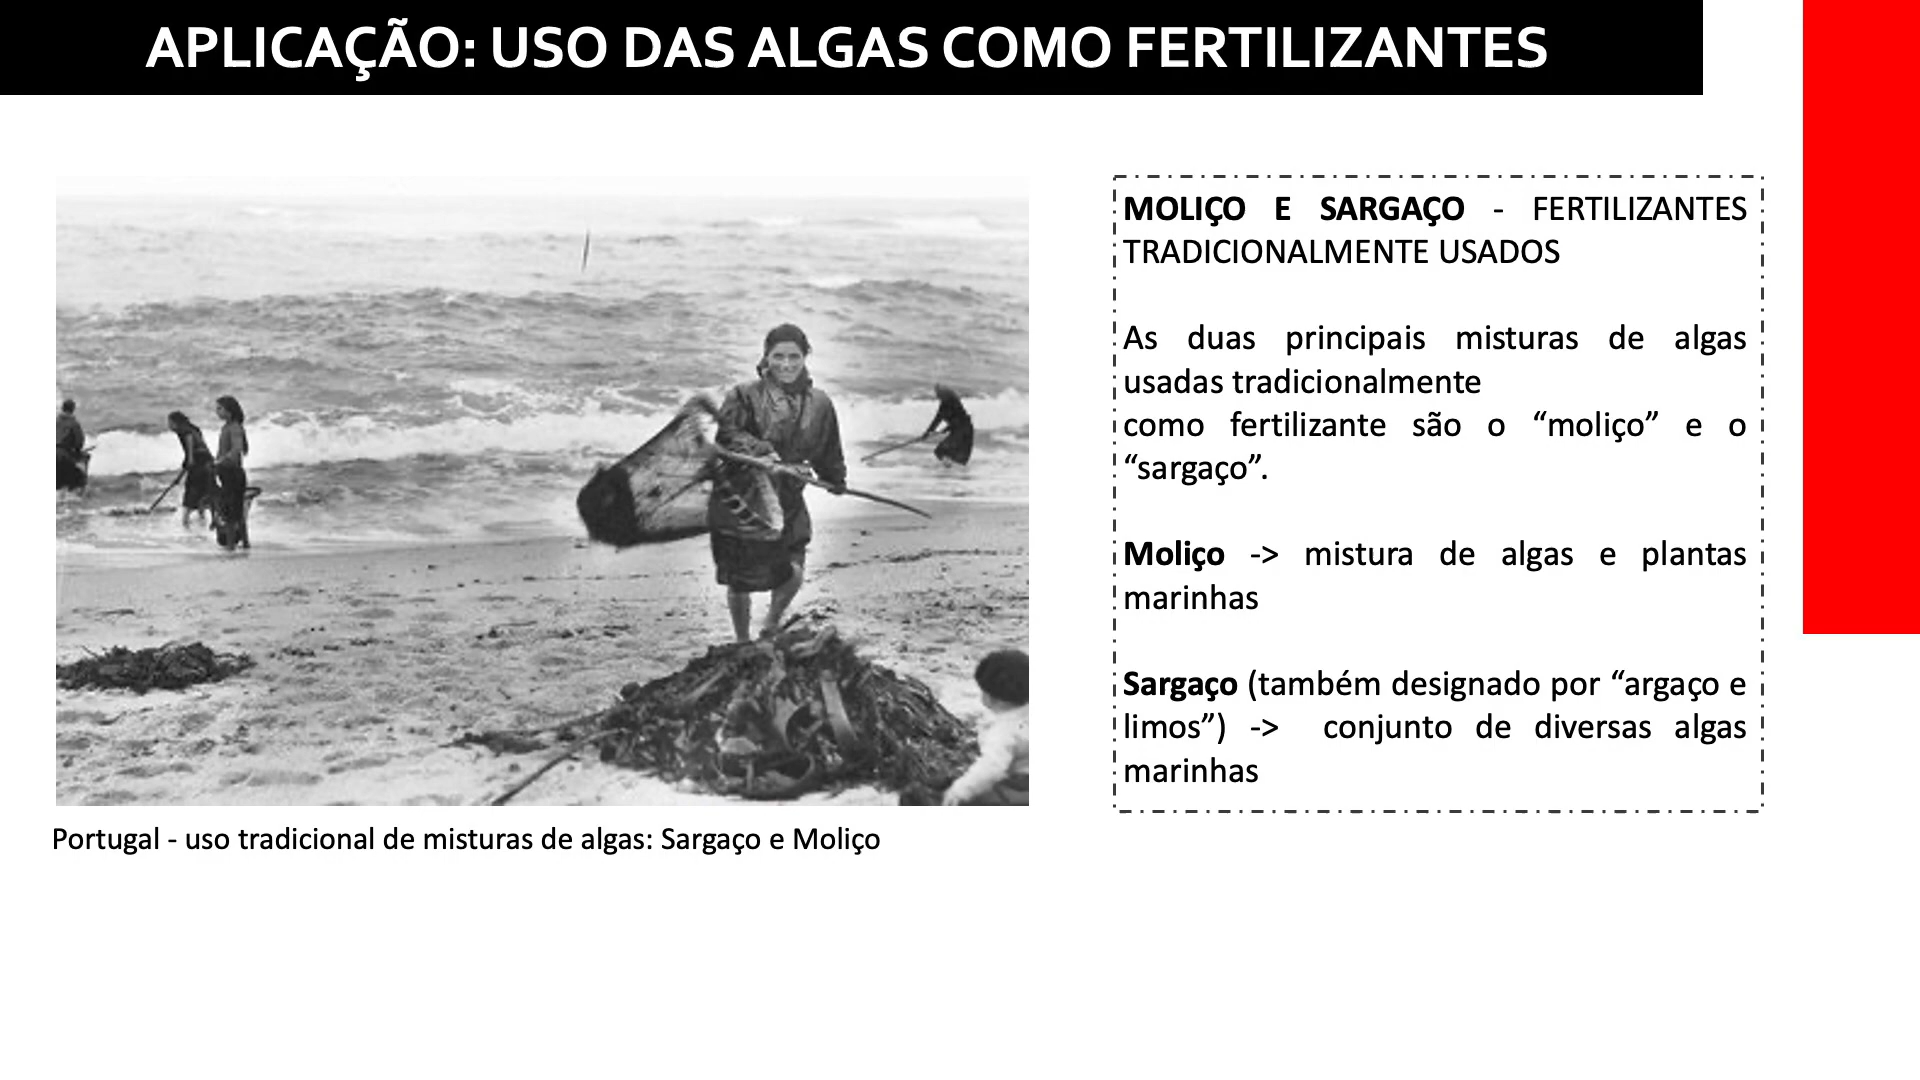 APLICAÇÃO: USO DAS ALGAS COMO FERTILIZANTES
MOLIÇO E SARGAÇO - FERTILIZANTES
TRADICIONALMENTE USADOS
As duas principais misturas de algas
usadas tradicionalmente
como fertilizante são o “moliço” e o
“sargaço”.
Moliço -> mistura de algas e plantas
marinhas
Sargaço (também designado por “argaço e
limos”) -> conjunto de diversas algas
marinhas
Portugal - uso tradicional de misturas de algas: Sargaço e Moliço